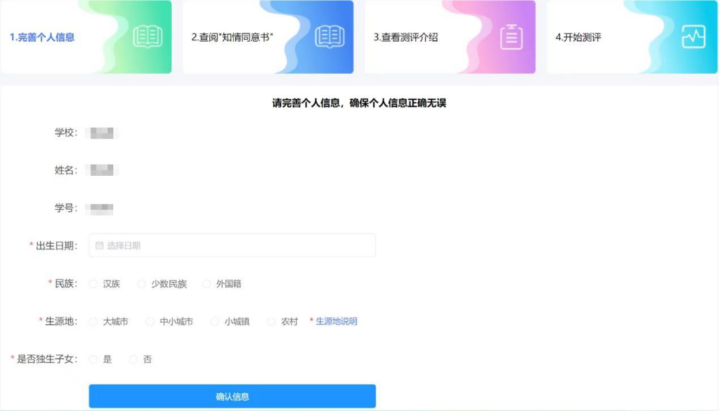 1.完善个人信息
2.查阅"知情同意书"
3.查看测评介绍
4.开始测评
请完善个人信息，确保个人信息正确无误
学校：
姓名：
学号：
* 出生日期： 选择日期
* 民族： 汉族 少数民族 外国籍
* 生源地： 大城市 中小城市 小城镇 农村 * 生源地说明
* 是否独生子女： 是 否
确认信息